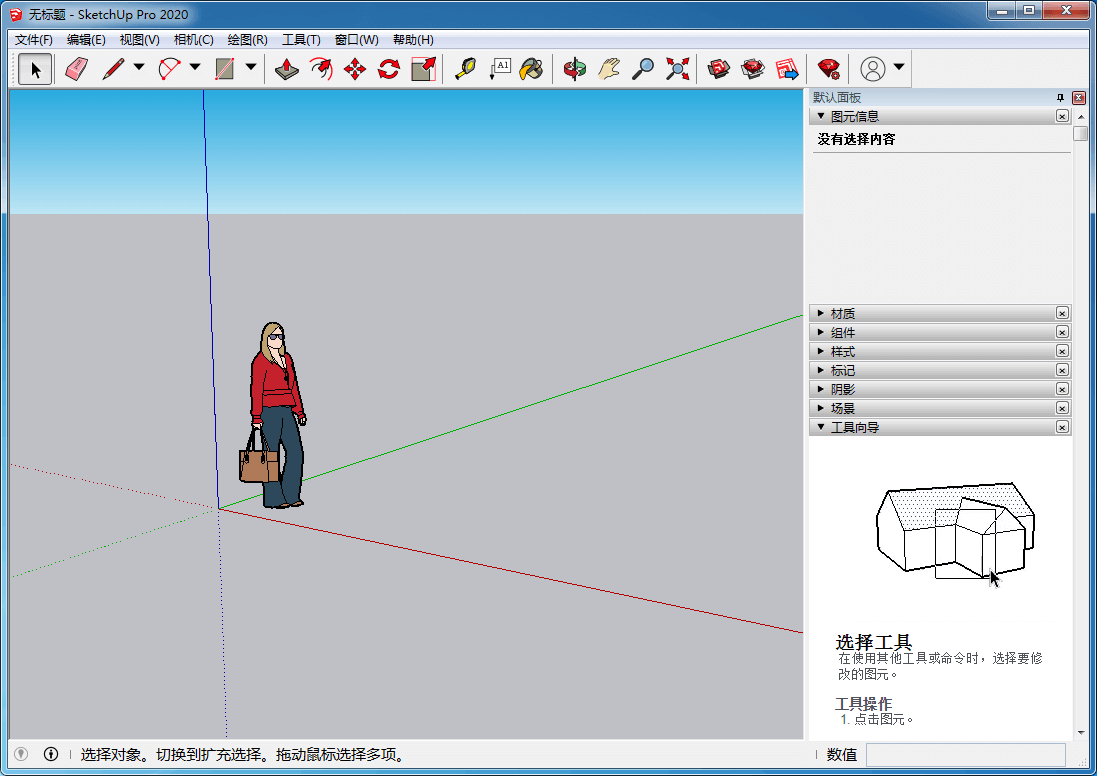 无标题 - SketchUp Pro 2020
文件(F) 编辑(E) 视图(V) 相机(C) 绘图(R) 工具(T) 窗口(W) 帮助(H)
A1
默认面板
图元信息
没有选择内容
材质
组件
样式
标记
阴影
场景
工具向导
选择工具
在使用其他工具或命令时，选择要修
改的图元。
工具操作
1. 点击图元。
选择对象。切换到扩充选择。拖动鼠标选择多项。
数值